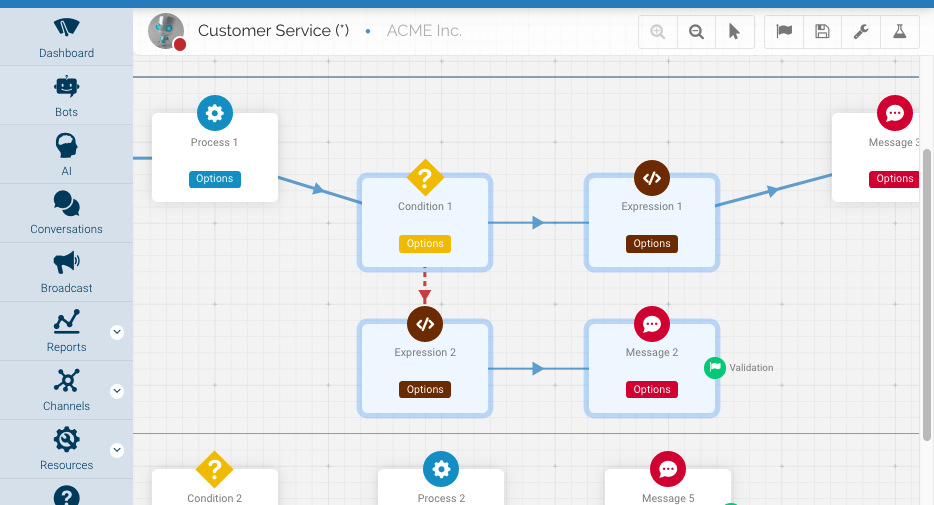 Customer Service (*) • ACME Inc.
Dashboard
Bots
AI
Conversations
Broadcast
Reports
Channels
Resources
Process 1
Options
Condition 1
Options
Expression 1
Options
Message 3
Options
Expression 2
Options
Message 2
Options
Validation
Condition 2
Process 2
Message 5